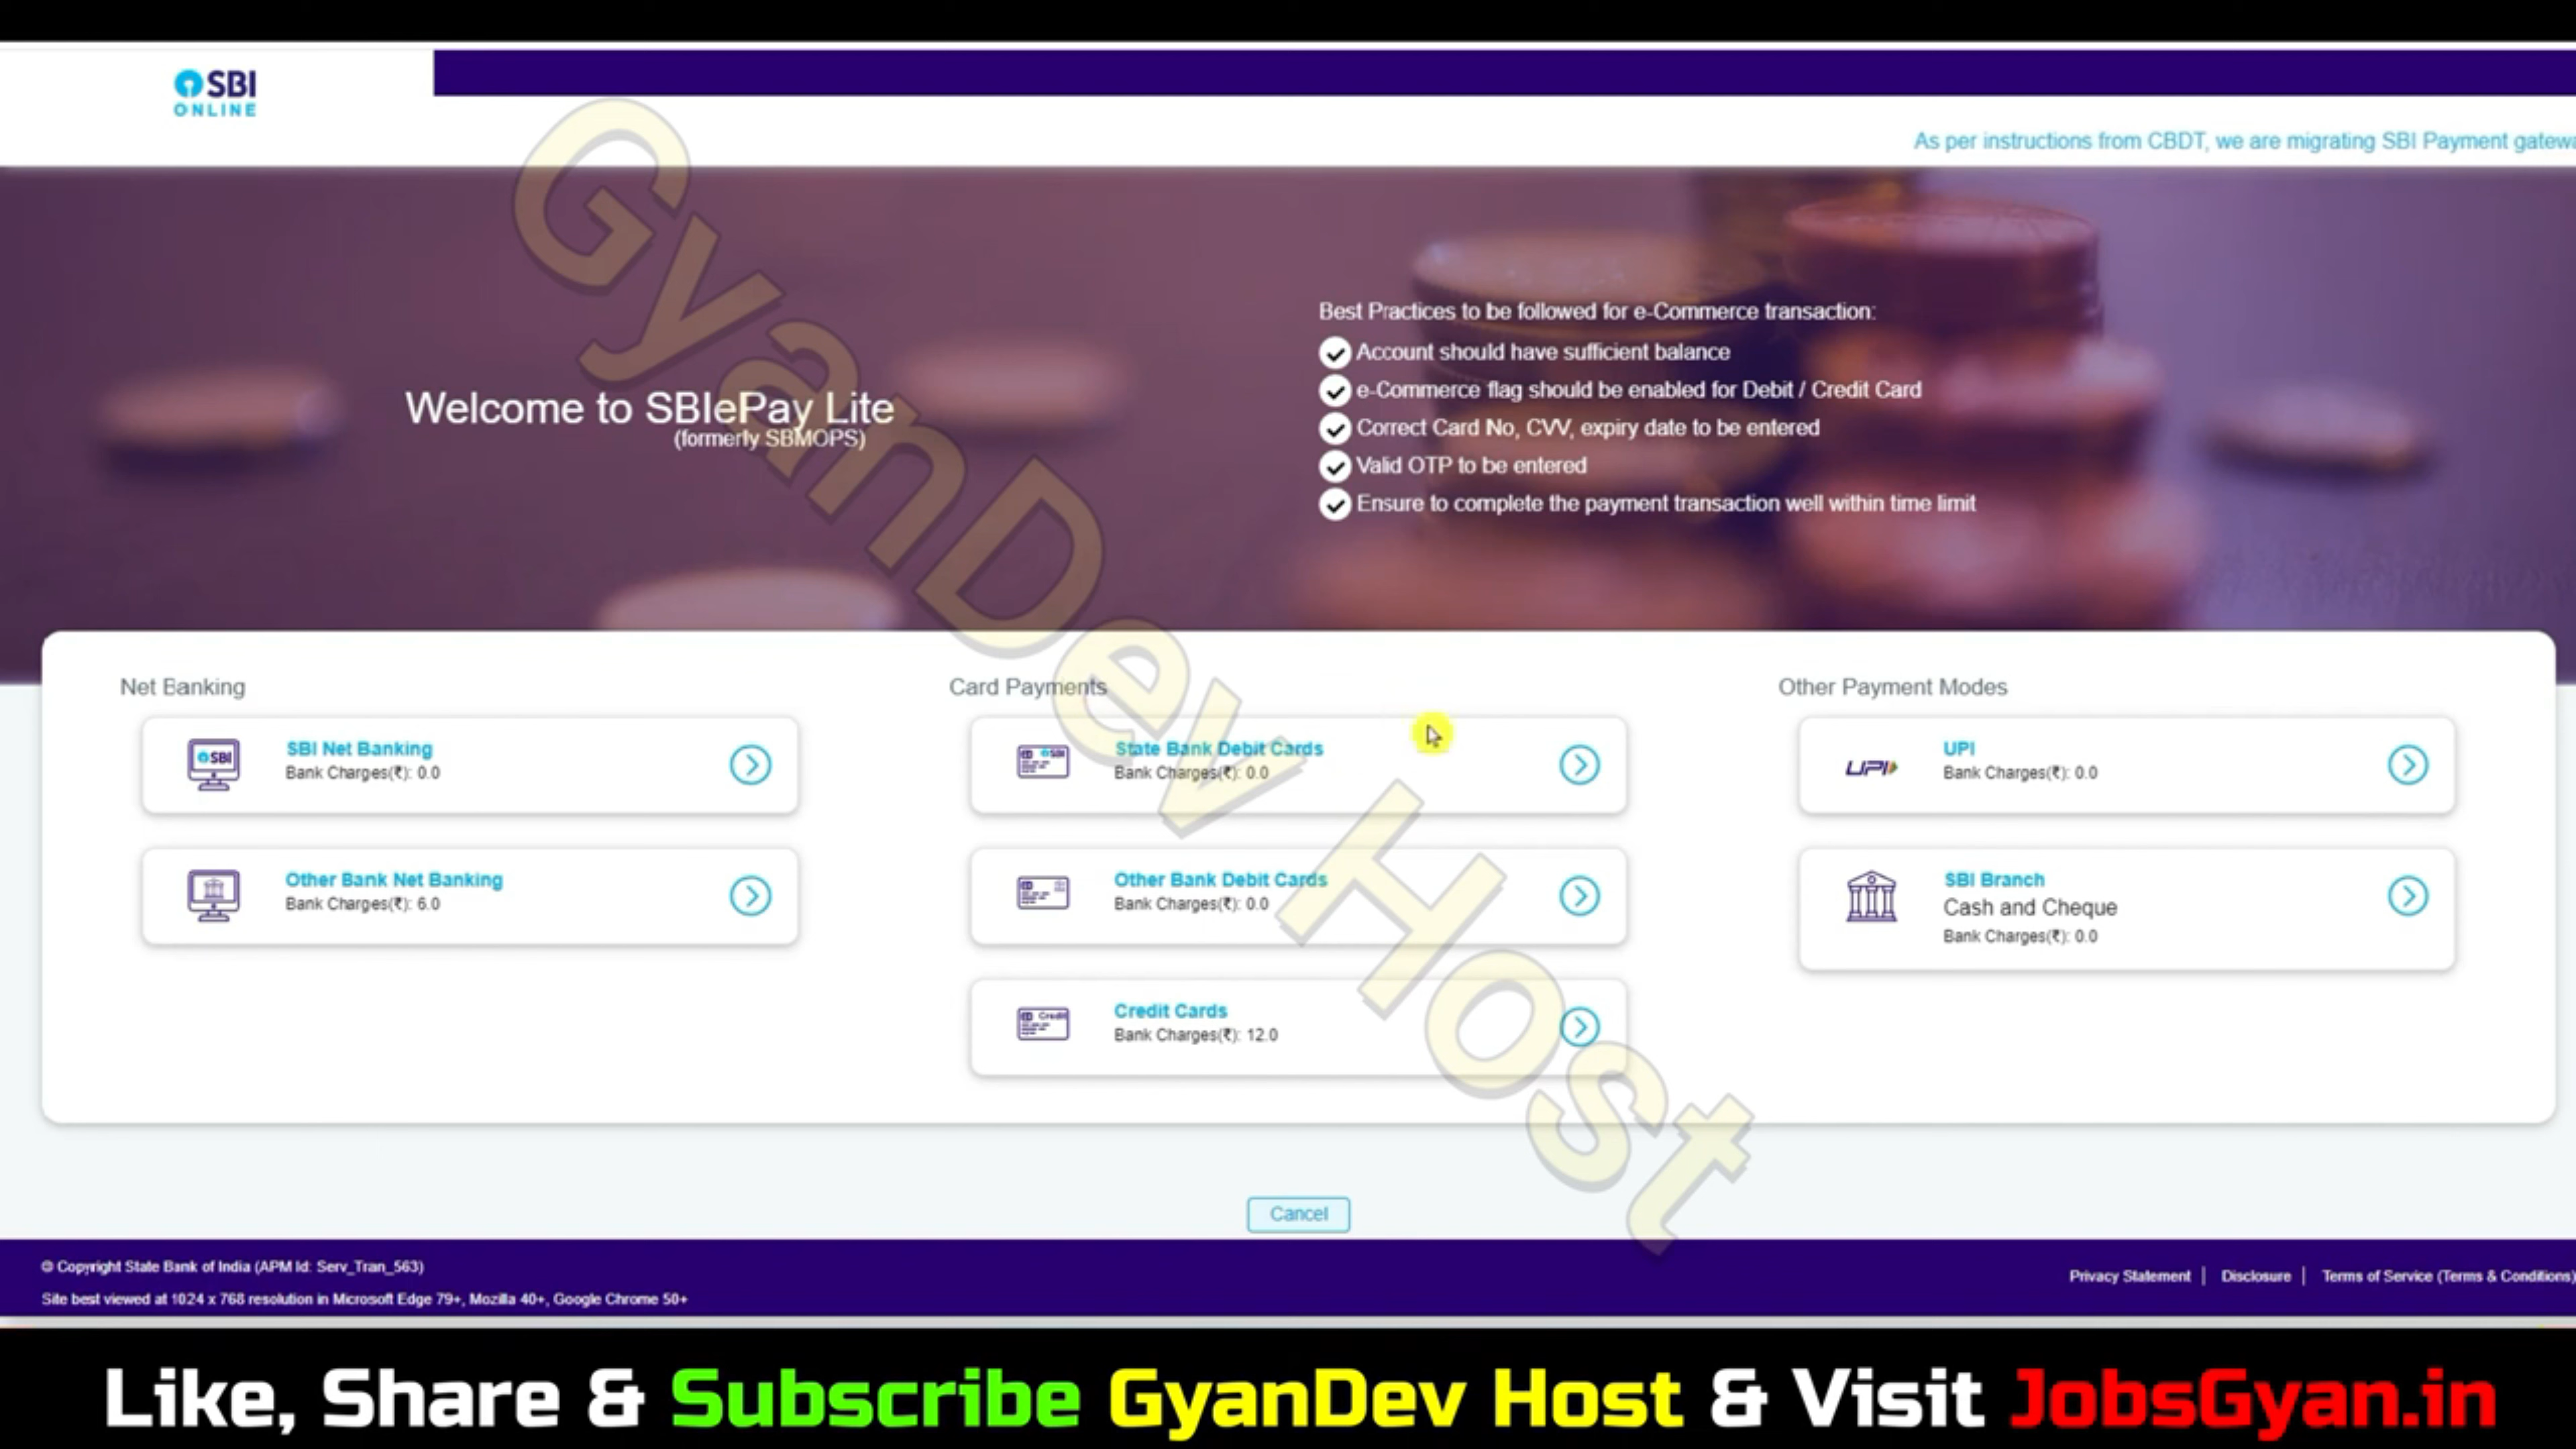 SBI
ONLINE
As per instructions from CBDT, we are migrating SBI Payment
Welcome to SBIePay Lite
(formerly SBMOPS)
Best Practices to be followed for e-Commerce transaction:
Account should have sufficient balance
e-Commerce flag should be enabled for Debit / Credit Card
Correct Card No, CVV, expiry date to be entered
Valid OTP to be entered
Ensure to complete the payment transaction well within time limit
GyanDev Host
Net Banking
SBI
SBI Net Banking
Bank Charges(₹): 0.0
Other Bank Net Banking
Bank Charges(₹): 6.0
Card Payments
SBI
State Bank Debit Cards
Bank Charges(₹): 0.0
Other Bank Debit Cards
Bank Charges(₹): 0.0
Credit
Credit Cards
Bank Charges(₹): 12.0
Other Payment Modes
UPI
UPI
Bank Charges(₹): 0.0
SBI Branch
Cash and Cheque
Bank Charges(₹): 0.0
Cancel
© Copyright State Bank of India (APM Id: Serv_Tran_563)
Site best viewed at 1024 x 768 resolution in Microsoft Edge 79+, Mozilla 40+, Google Chrome 50+
Privacy Statement | Disclosure | Terms of Service (Terms & Conditions)
Like, Share & Subscribe GyanDev Host & Visit JobsGyan.in